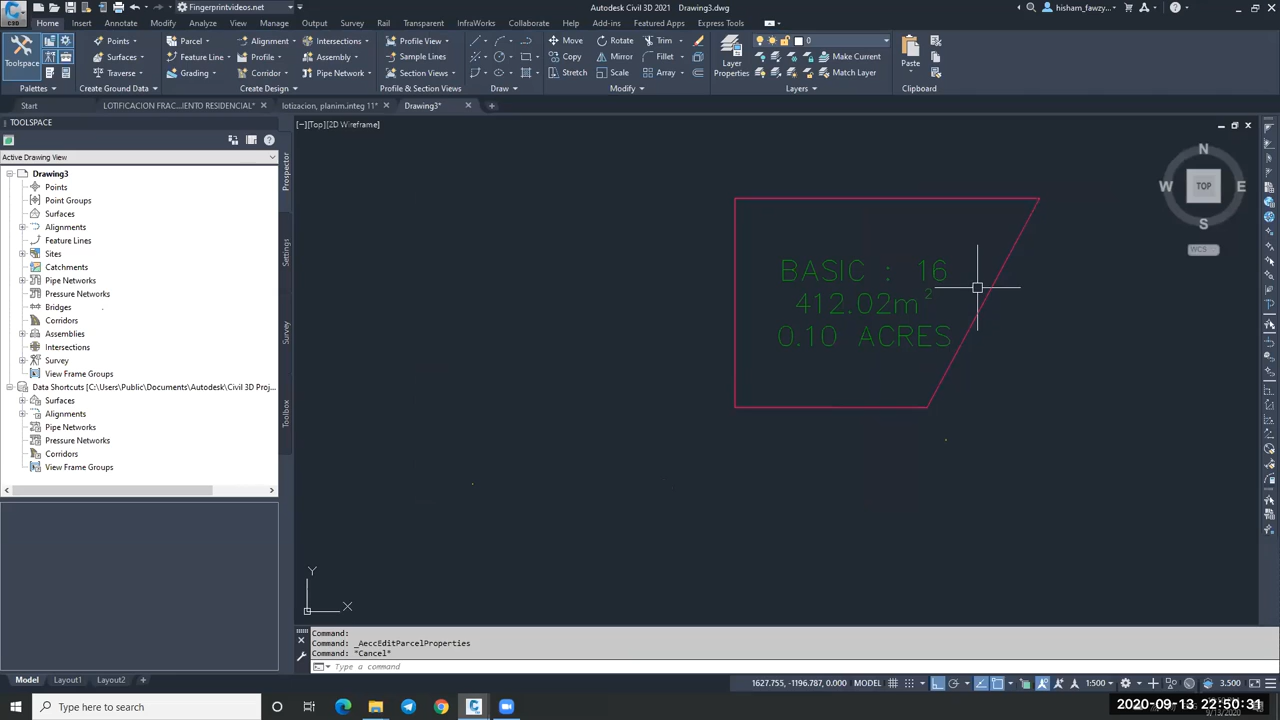 Fingerprintvideos.net
Autodesk Civil 3D 2021 Drawing3.dwg
hisham_fawzy...
Home Insert Annotate Modify Analyze View Manage Output Survey Rail Transparent InfraWorks Collaborate Help Add-ins Featured Apps Express Tools
Points Parcel Alignment Intersections Profile View Move Rotate Trim 0
Surfaces Feature Line Profile Assembly Sample Lines Copy Mirror Fillet Make Current
Toolspace Traverse Grading Corridor Pipe Network Section Views Stretch Scale Array Layer Properties Match Layer Paste
Palettes Create Ground Data Create Design Profile & Section Views Draw Modify Layers Clipboard
Start LOTIFICACION FRAC...IENTO RESIDENCIAL* lotizacion, planim.integ 11* Drawing3*
TOOLSPACE
[−][Top][2D Wireframe]
Active Drawing View
Drawing3
Points
Point Groups
Surfaces
Alignments
Feature Lines
Sites
Catchments
Pipe Networks
Pressure Networks
Bridges
Corridors
Assemblies
Intersections
Survey
View Frame Groups
Data Shortcuts [C:\Users\Public\Documents\Autodesk\Civil 3D Proj...
Surfaces
Alignments
Pipe Networks
Pressure Networks
Corridors
View Frame Groups
Prospector
Settings
Survey
Toolbox
BASIC : 16
412.02m²
0.10 ACRES
N
W TOP E
S
WCS
Y
X
Command:
Command: _AeccEditParcelProperties
Command: *Cancel*
Type a command
Model Layout1 Layout2 1627.755, -1196.787, 0.000 MODEL 1:500 3.500
Type here to search
2020-09-13 22:50:31